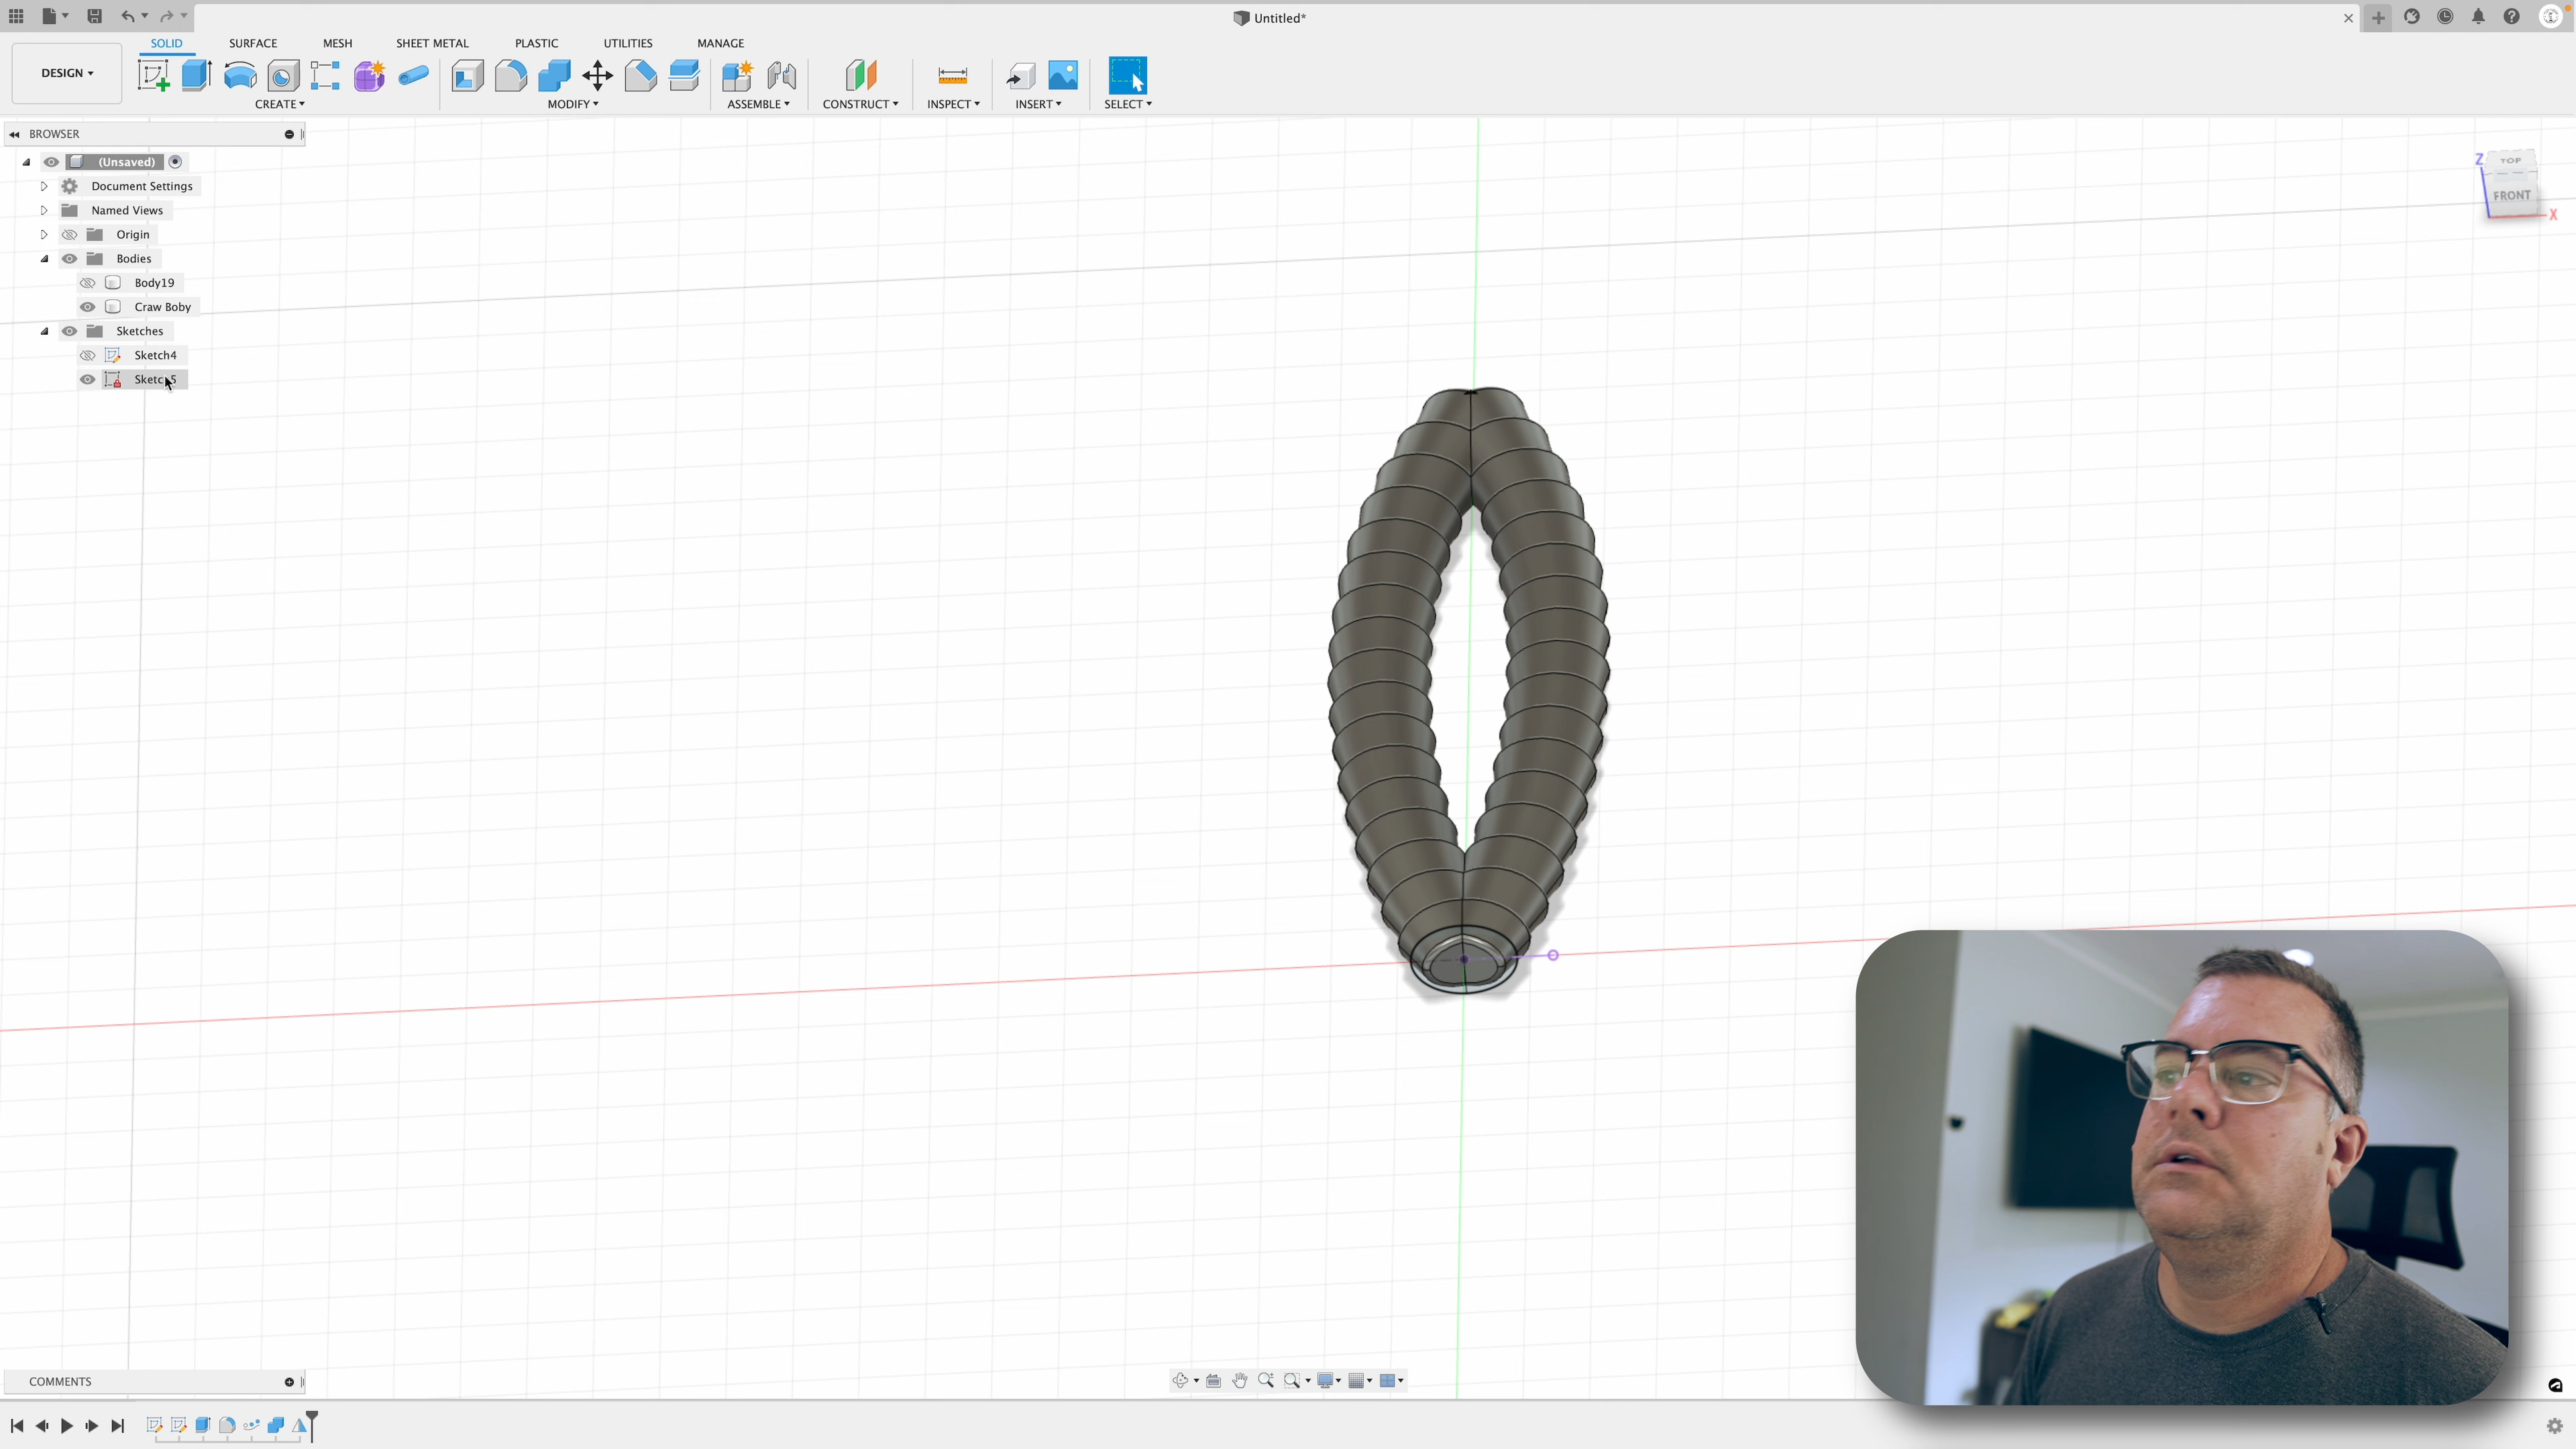 Untitled*
DESIGN
SOLID
SURFACE
MESH
SHEET METAL
PLASTIC
UTILITIES
MANAGE
CREATE
MODIFY
ASSEMBLE
CONSTRUCT
INSPECT
INSERT
SELECT
BROWSER
(Unsaved)
Document Settings
Named Views
Origin
Bodies
Body19
Craw Boby
Sketches
Sketch4
TOP
FRONT
Z
X
COMMENTS